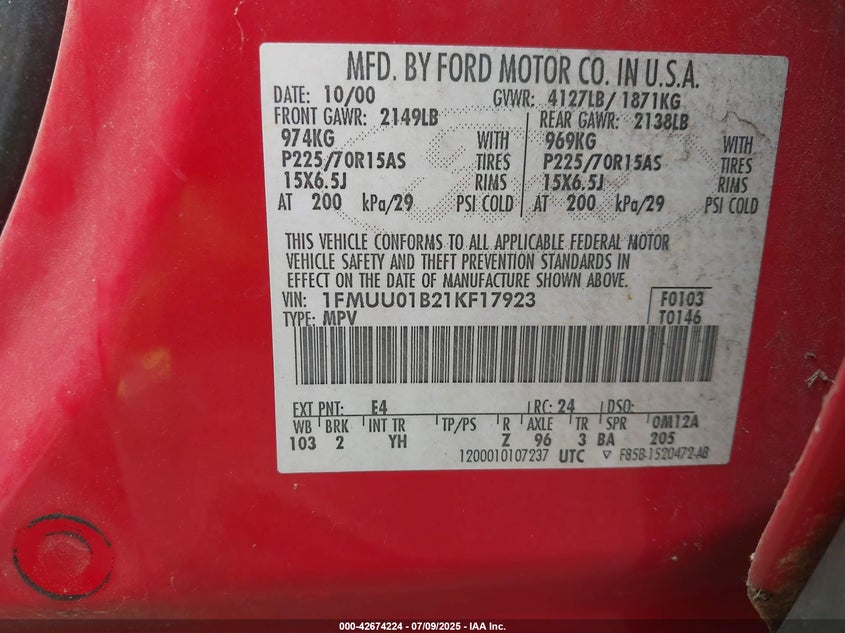 MFD. BY FORD MOTOR CO. IN U.S.A.
DATE: 10/00 GVWR: 4127LB/ 1871KG
FRONT GAWR: 2149LB REAR GAWR: 2138LB
974KG WITH 969KG WITH
P225/70R15AS TIRES P225/70R15AS TIRES
15X6.5J RIMS 15X6.5J RIMS
AT 200 kPa/29 PSI COLD AT 200 kPa/29 PSI COLD
THIS VEHICLE CONFORMS TO ALL APPLICABLE FEDERAL MOTOR
VEHICLE SAFETY AND THEFT PREVENTION STANDARDS IN
EFFECT ON THE DATE OF MANUFACTURE SHOWN ABOVE.
VIN: 1FMUU01B21KF17923 F0103
TYPE: MPV T0146
EXT PNT: E4 RC: 24 DSO:
WB BRK INT TR TP/PS R AXLE TR SPR 0M12A
103 2 YH Z 96 3 BA 205
1200010107237 UTC ▽ F85B-1520472-AB
000-42674224 | 07/09/2025 - IAA Inc.